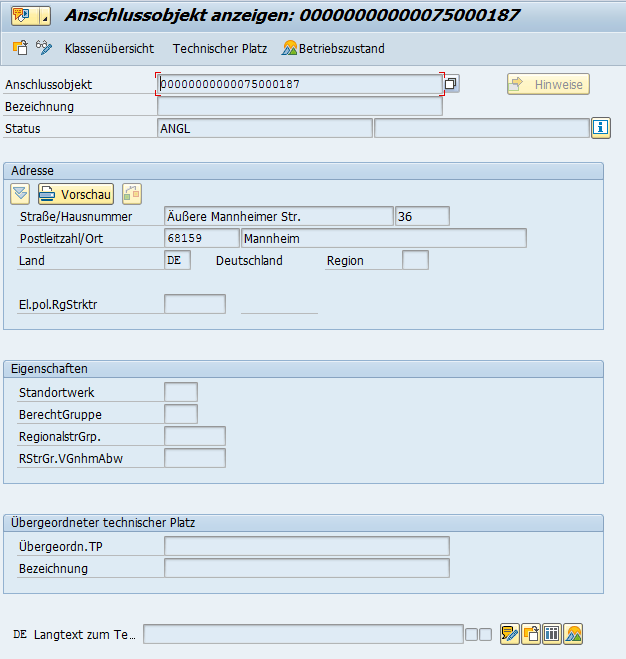 Anschlussobjekt anzeigen: 00000000000075000187
Klassenübersicht Technischer Platz Betriebszustand
Anschlussobjekt 00000000000075000187 Hinweise
Bezeichnung
Status ANGL
Adresse
Vorschau
Straße/Hausnummer Äußere Mannheimer Str. 36
Postleitzahl/Ort 68159 Mannheim
Land DE Deutschland Region
El.pol.RgStrktr
Eigenschaften
Standortwerk
BerechtGruppe
RegionalstrGrp.
RStrGr.VGnhmAbw
Übergeordneter technischer Platz
Übergeordn.TP
Bezeichnung
DE Langtext zum Te...